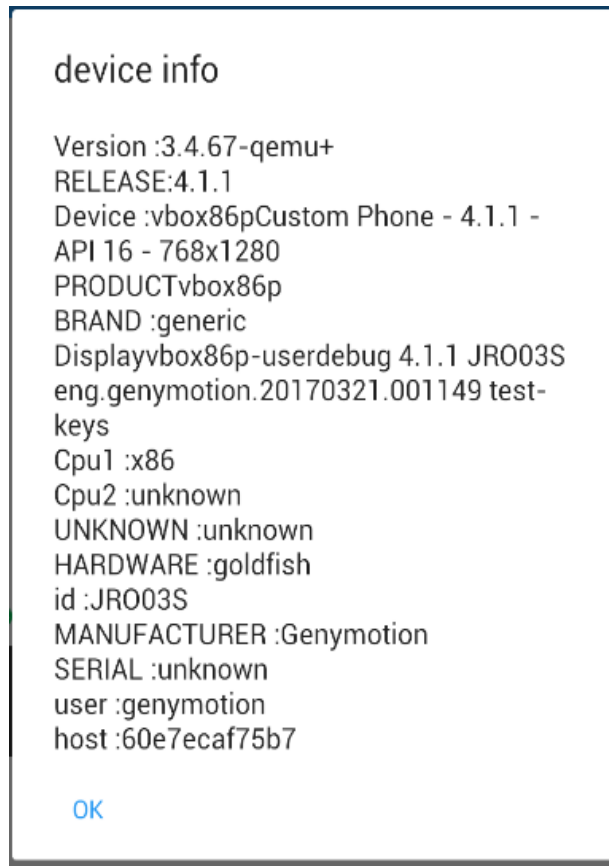 device info
Version :3.4.67-qemu+
RELEASE:4.1.1
Device :vbox86pCustom Phone - 4.1.1 -
API 16 - 768x1280
PRODUCTvbox86p
BRAND :generic
Displayvbox86p-userdebug 4.1.1 JRO03S
eng.genymotion.20170321.001149 test-
keys
Cpu1 :x86
Cpu2 :unknown
UNKNOWN :unknown
HARDWARE :goldfish
id :JRO03S
MANUFACTURER :Genymotion
SERIAL :unknown
user :genymotion
host :60e7ecaf75b7
OK